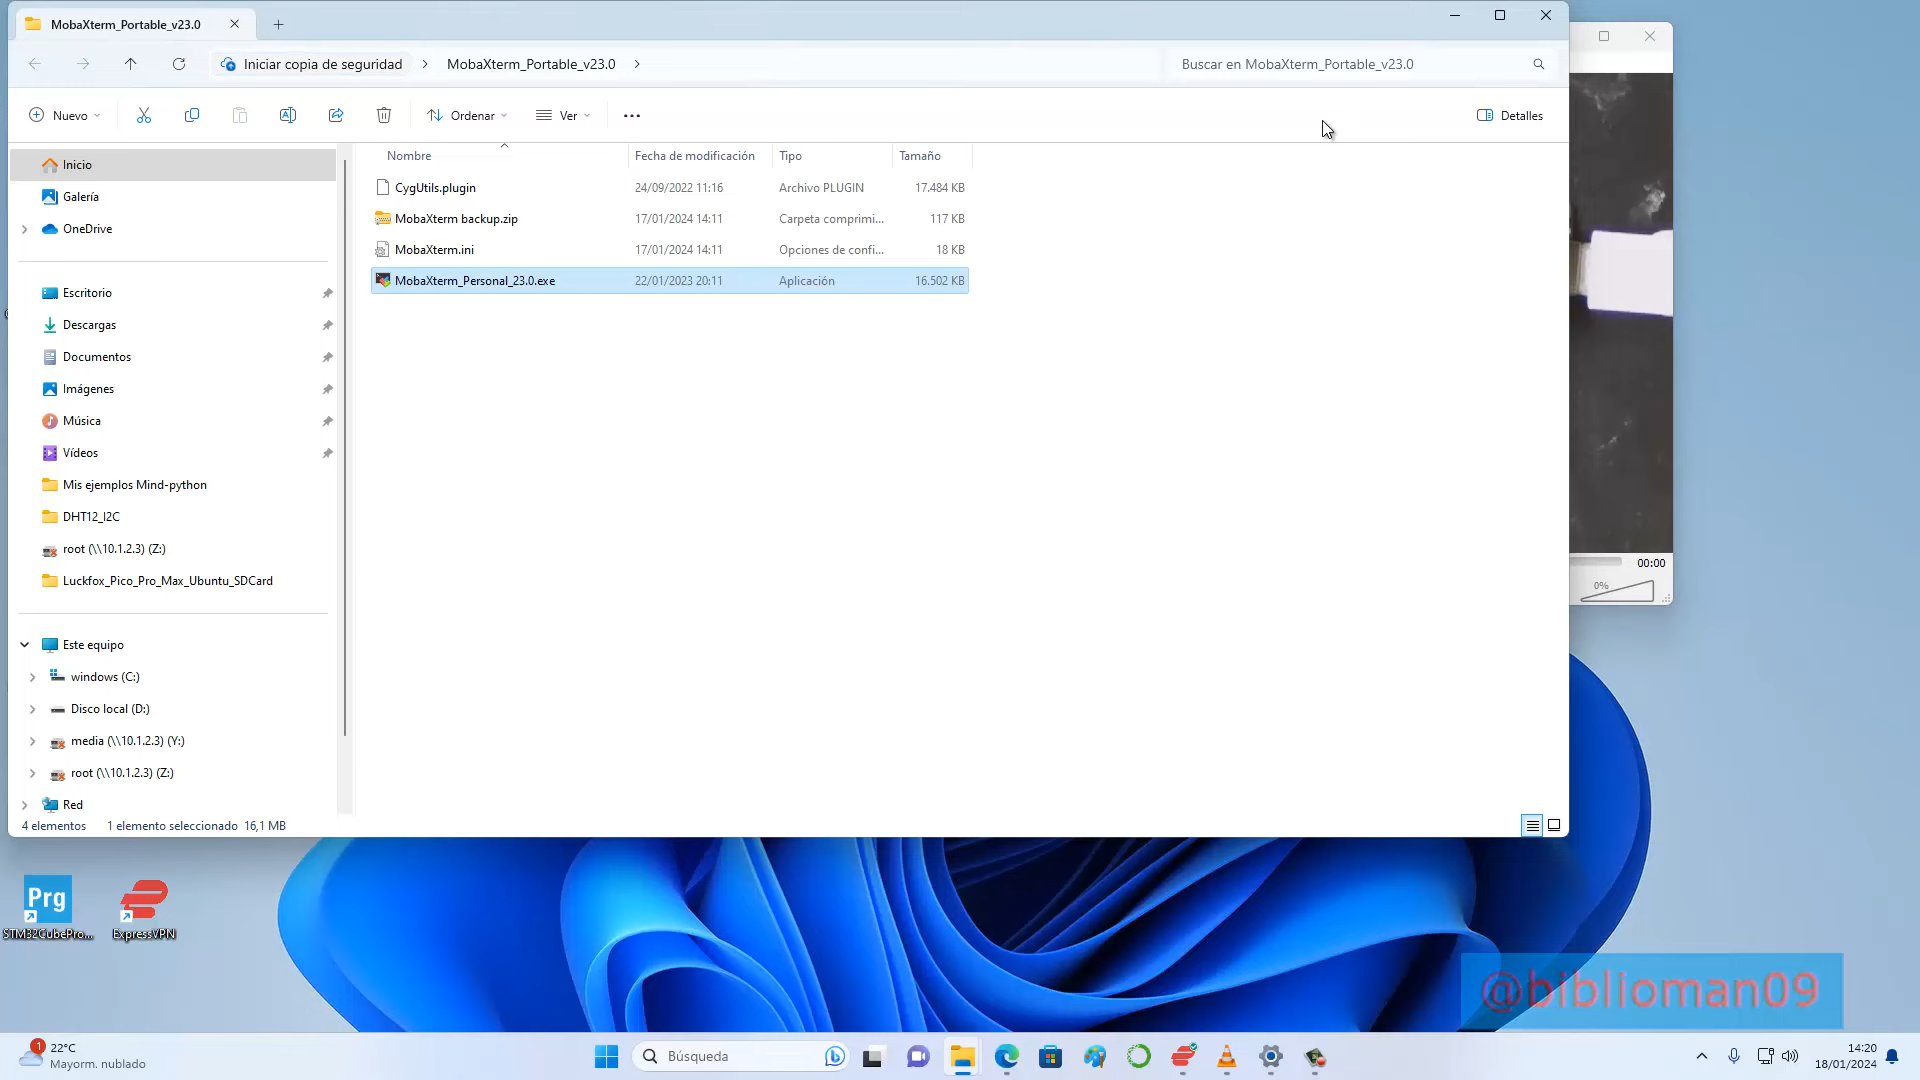 MobaXterm_Portable_v23.0
Iniciar copia de seguridad
MobaXterm_Portable_v23.0
Buscar en MobaXterm_Portable_v23.0
Nuevo
Ordenar
Ver
Detalles
Nombre
Fecha de modificación
Tipo
Tamaño
CygUtils.plugin
24/09/2022 11:16
Archivo PLUGIN
17.484 KB
MobaXterm backup.zip
17/01/2024 14:11
Carpeta comprimi...
117 KB
MobaXterm.ini
17/01/2024 14:11
Opciones de confi...
18 KB
MobaXterm_Personal_23.0.exe
22/01/2023 20:11
Aplicación
16.502 KB
Inicio
Galería
OneDrive
Escritorio
Descargas
Documentos
Imágenes
Música
Vídeos
Mis ejemplos Mind-python
DHT12_I2C
root (\\10.1.2.3) (Z:)
Luckfox_Pico_Pro_Max_Ubuntu_SDCard
Este equipo
windows (C:)
Disco local (D:)
media (\\10.1.2.3) (Y:)
root (\\10.1.2.3) (Z:)
Red
4 elementos
1 elemento seleccionado 16,1 MB
00:00
0%
Prg
STM32CubePro...
ExpressVPN
@biblioman09
1
22°C
Mayorm. nublado
Búsqueda
14:20
18/01/2024